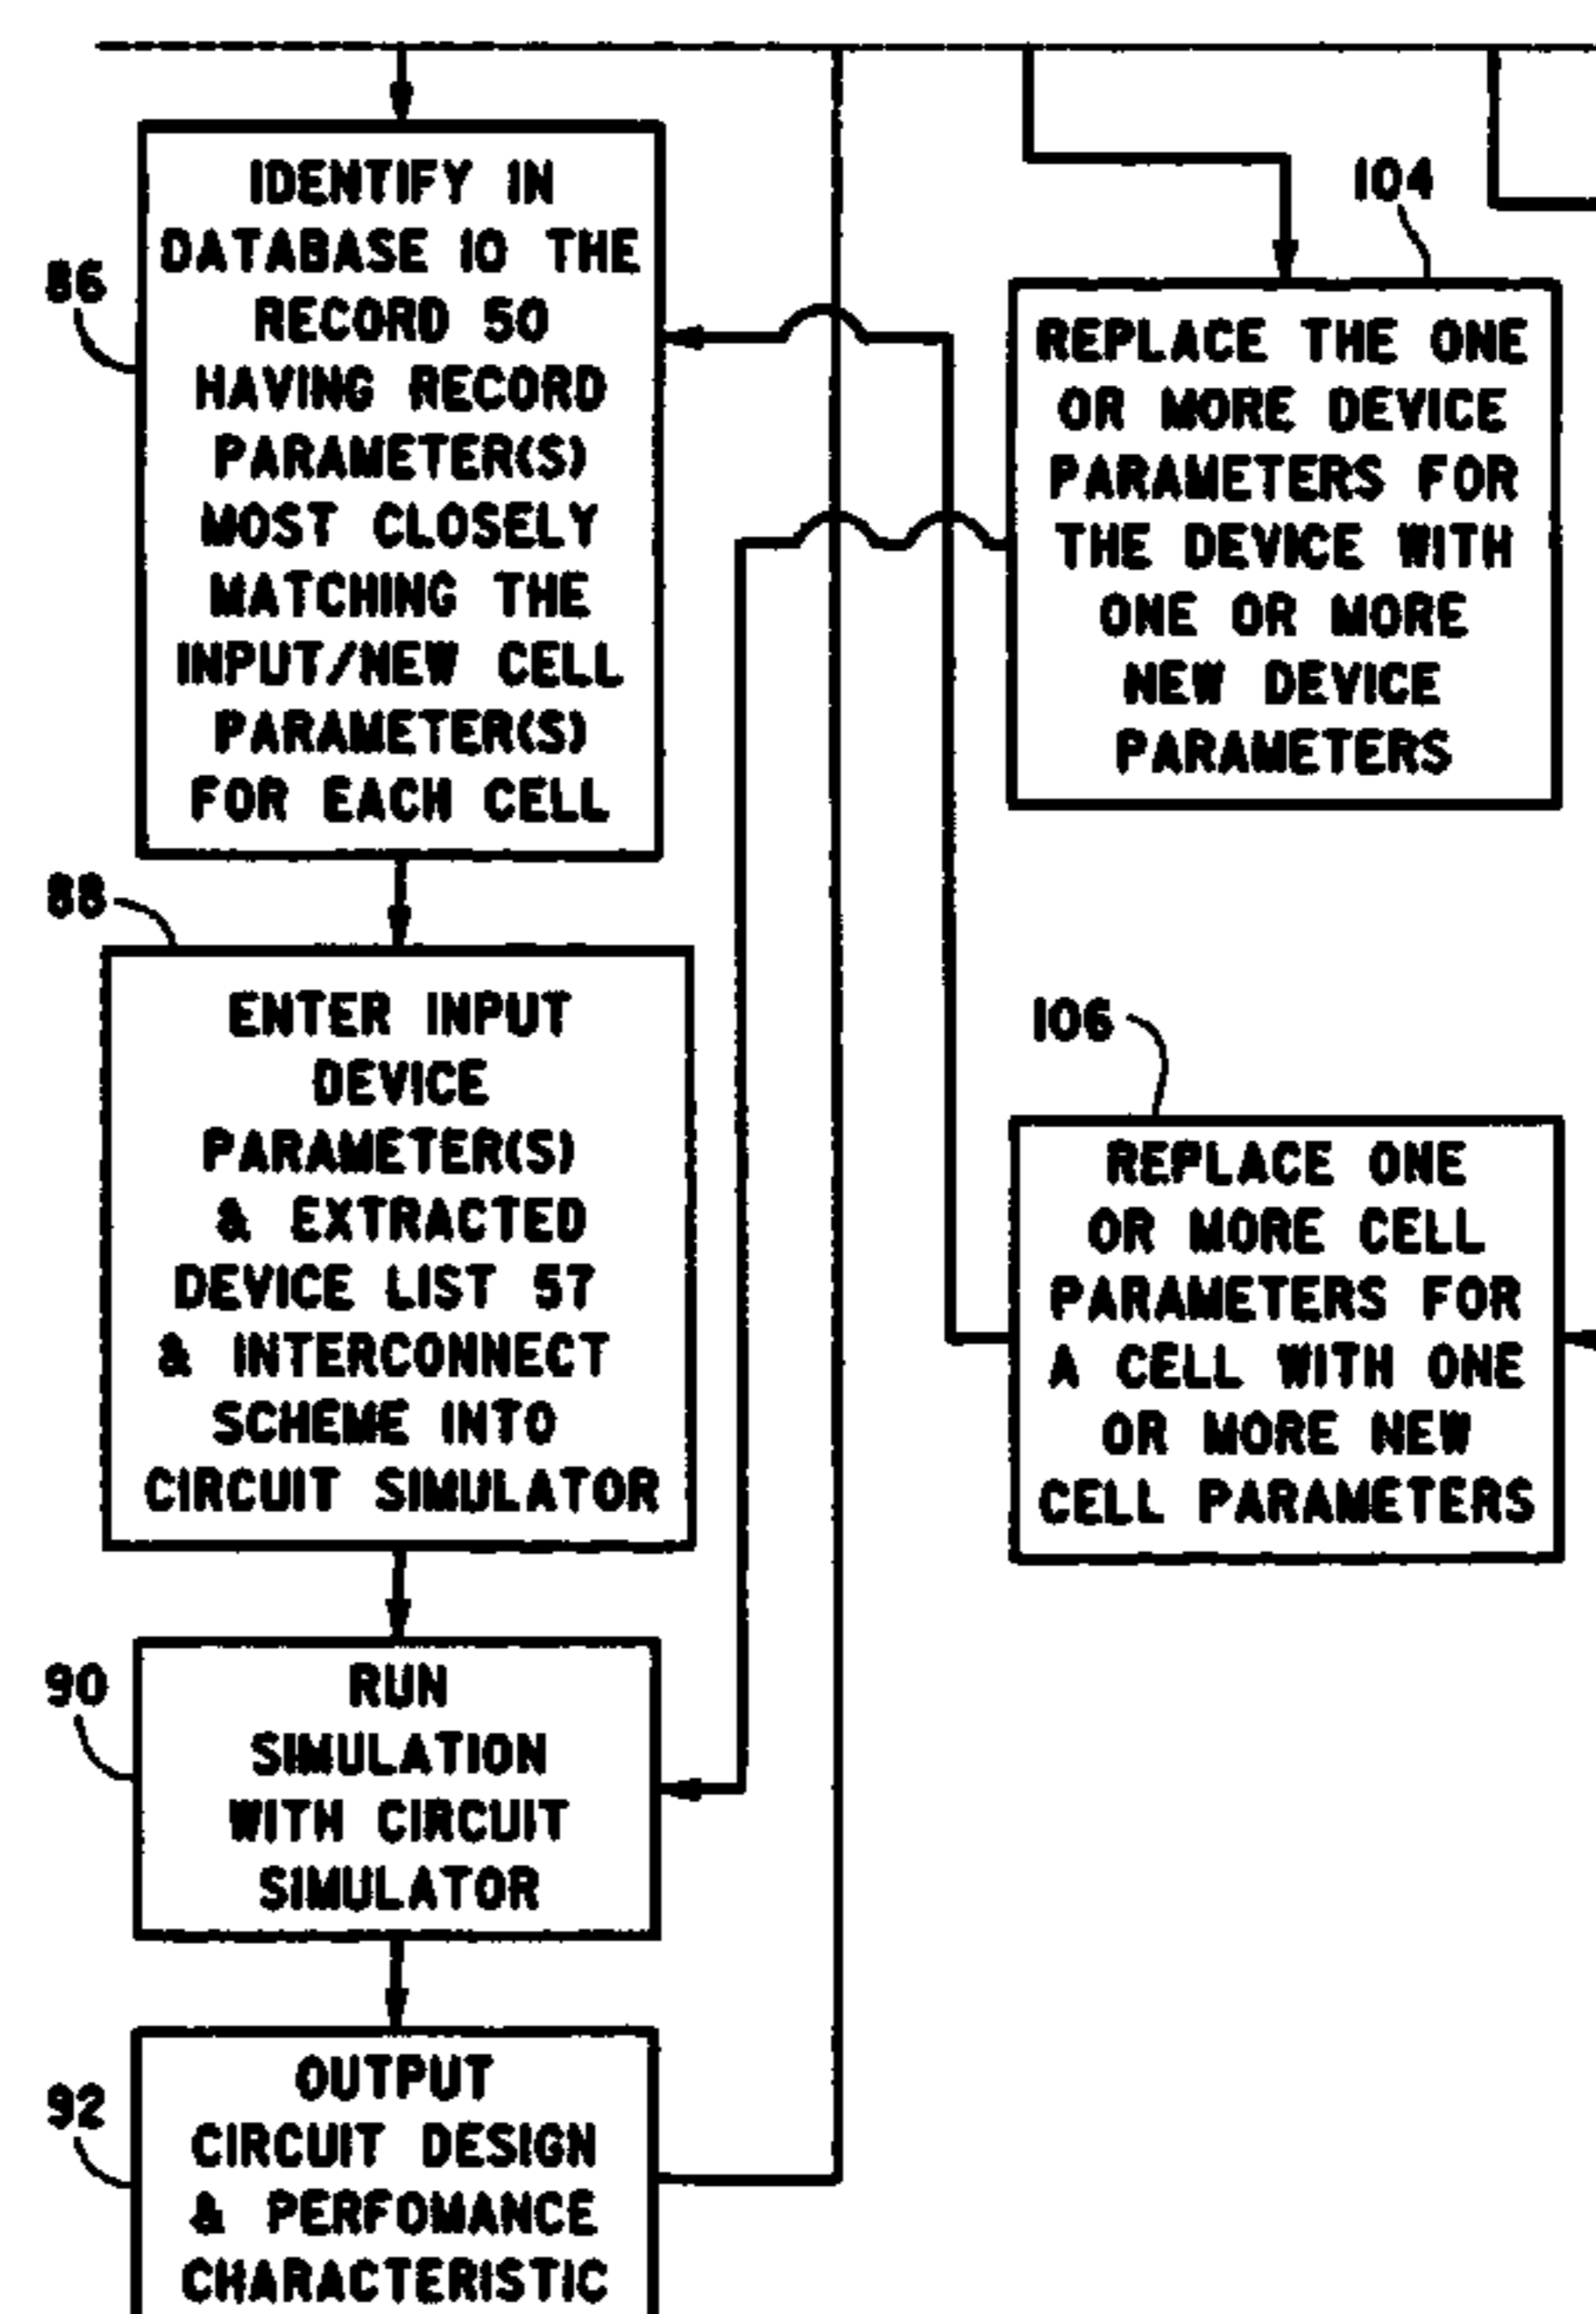 86
IDENTIFY IN
DATABASE 10 THE
RECORD 50
HAVING RECORD
PARAMETER(S)
MOST CLOSELY
MATCHING THE
INPUT/NEW CELL
PARAMETER(S)
FOR EACH CELL
88
ENTER INPUT
DEVICE
PARAMETER(S)
& EXTRACTED
DEVICE LIST 57
& INTERCONNECT
SCHEME INTO
CIRCUIT SIMULATOR
90
RUN
SIMULATION
WITH CIRCUIT
SIMULATOR
92
OUTPUT
CIRCUIT DESIGN
& PERFOMANCE
CHARACTERISTIC
104
REPLACE THE ONE
OR MORE DEVICE
PARAMETERS FOR
THE DEVICE WITH
ONE OR MORE
NEW DEVICE
PARAMETERS
106
REPLACE ONE
OR MORE CELL
PARAMETERS FOR
A CELL WITH ONE
OR MORE NEW
CELL PARAMETERS